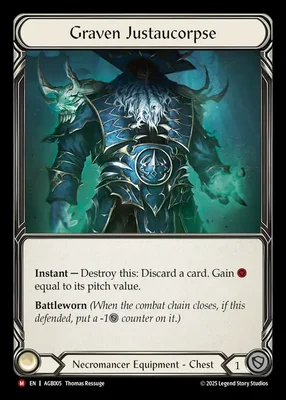 Graven Justaucorpse
Instant — Destroy this: Discard a card. Gain
equal to its pitch value.
Battleworn (When the combat chain closes, if this
defended, put a -1 counter on it.)
Necromancer Equipment - Chest
1
M EN | AGB005 Thomas Ressuge
©2025 Legend Story Studios